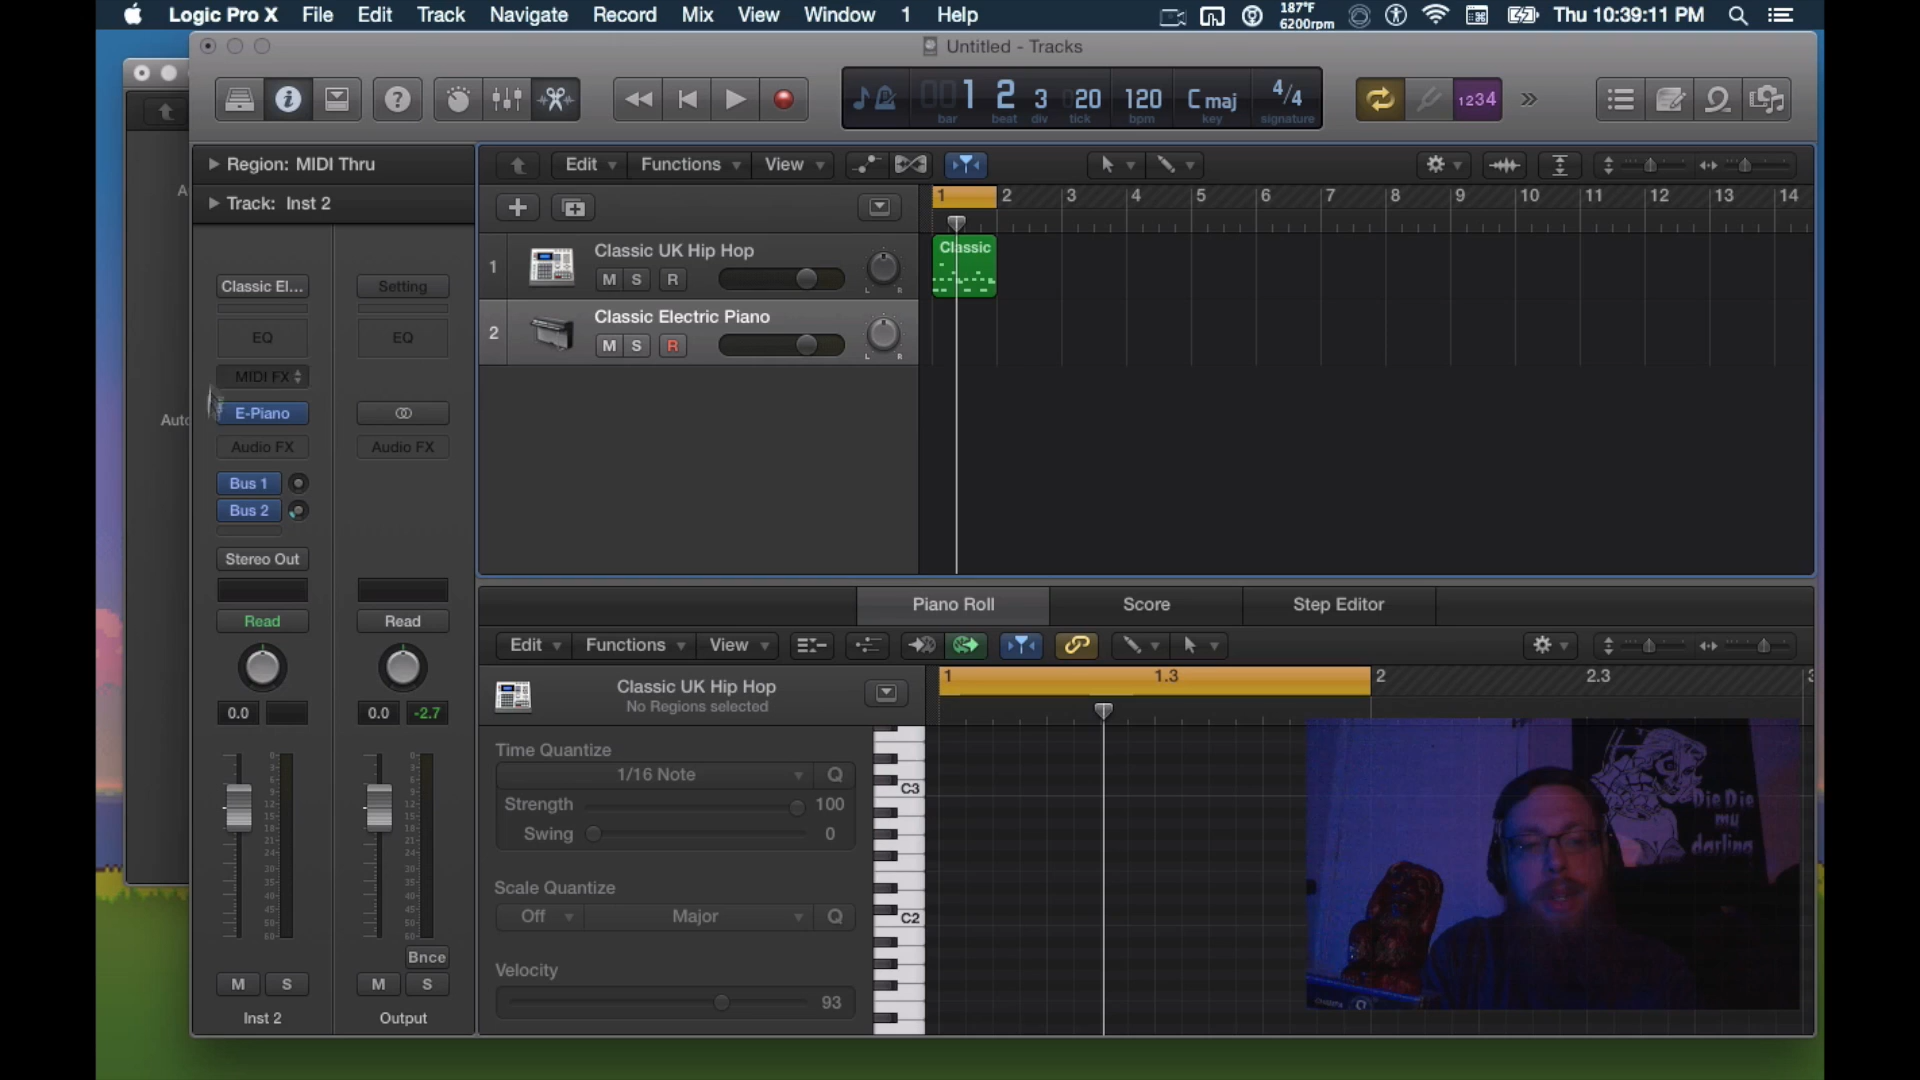 Logic Pro X File Edit Track Navigate Record Mix View Window 1 Help
187°F
6200rpm
Thu 10:39:11 PM
Untitled - Tracks
1 2 3 20 120 C maj 4/4
bar beat div tick bpm key signature
1234
Region: MIDI Thru
Track: Inst 2
Edit Functions View
1 2 3 4 5 6 7 8 9 10 11 12 13 14
1
Classic UK Hip Hop
M S R
L R
Classic
2
Classic Electric Piano
M S R
L R
Classic El... Setting
EQ EQ
MIDI FX
E-Piano
Auto
Audio FX Audio FX
Bus 1
Bus 2
Stereo Out
Read Read
0.0 0.0 -2.7
Bnce
M S M S
Inst 2 Output
Piano Roll Score Step Editor
Edit Functions View
Classic UK Hip Hop
No Regions selected
1 1.3 2 2.3 3
Time Quantize
1/16 Note Q
Strength 100
Swing 0
Scale Quantize
Off Major Q
Velocity
93
C3
C2
Die Die
my
darling